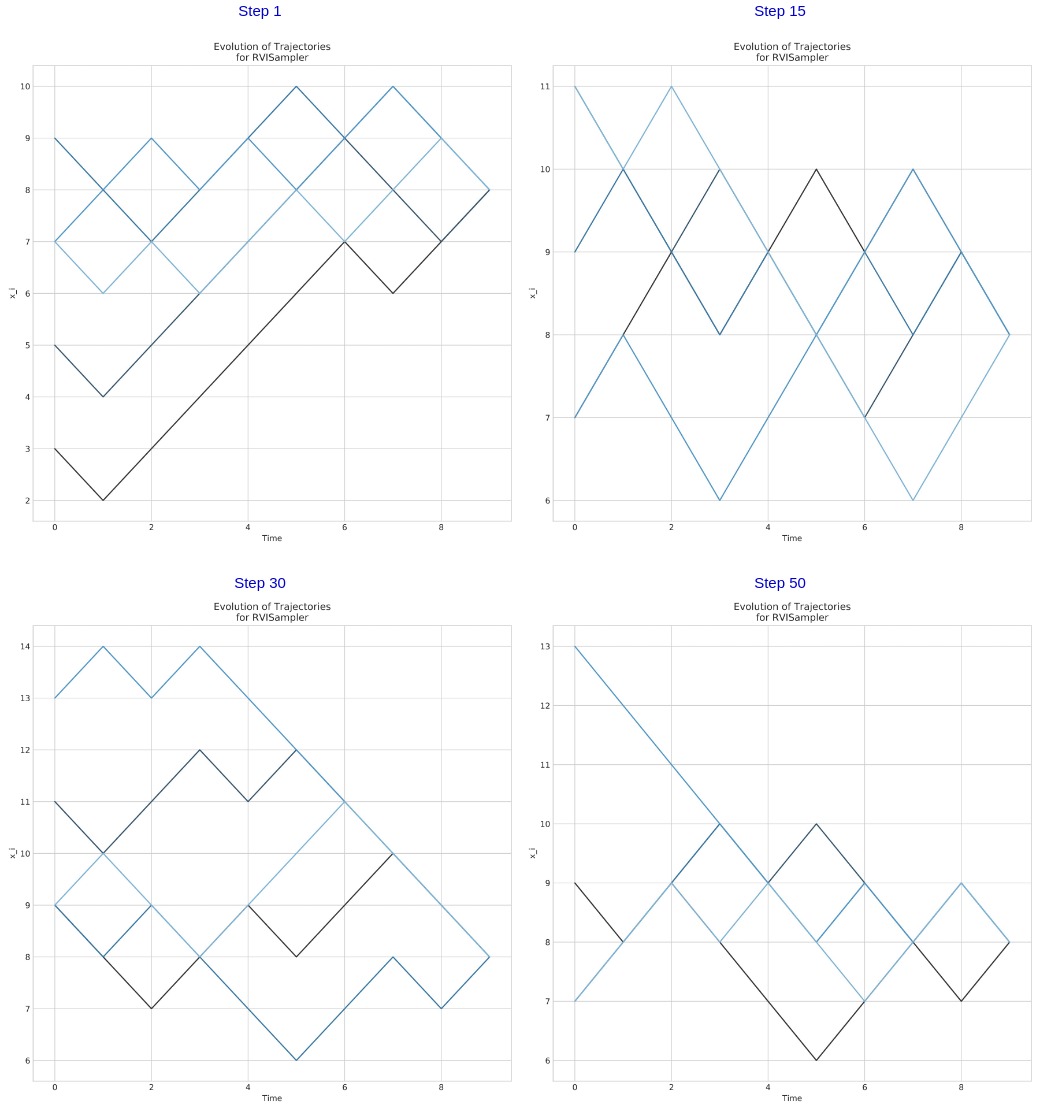 Step 1
Evolution of Trajectories
for RVISampler
10
9
8
7
6
5
4
3
2
x_i
0 2 4 6 8
Time
Step 15
Evolution of Trajectories
for RVISampler
11
10
9
8
7
6
x_i
0 2 4 6 8
Time
Step 30
Evolution of Trajectories
for RVISampler
14
13
12
11
10
9
8
7
6
x_i
0 2 4 6 8
Time
Step 50
Evolution of Trajectories
for RVISampler
13
12
11
10
9
8
7
6
x_i
0 2 4 6 8
Time